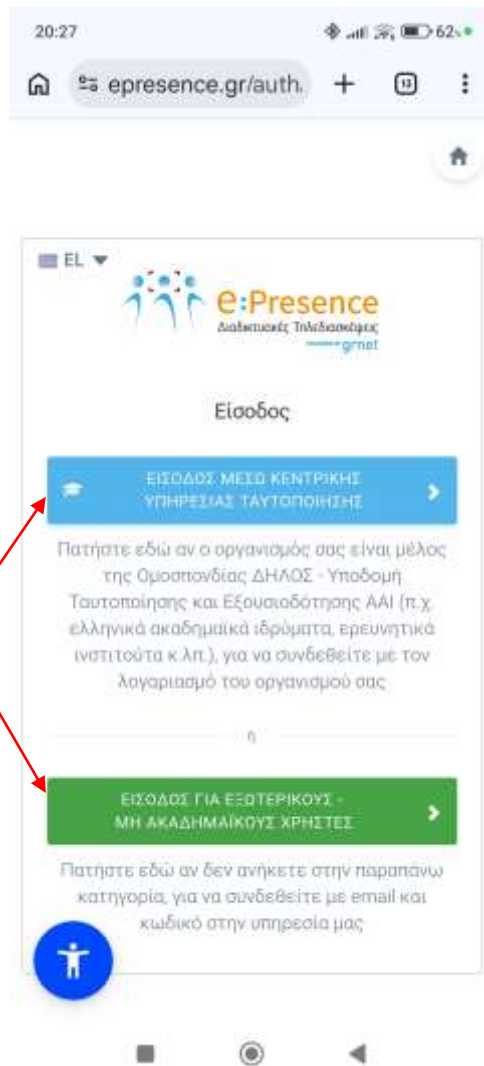 20:27
62
epresence.gr/auth.
EL
e:Presence
Διαδικτυακές Τηλεδιασκέψεις
grnet
Είσοδος
ΕΙΣΟΔΟΣ ΜΕΣΩ ΚΕΝΤΡΙΚΗΣ
ΥΠΗΡΕΣΙΑΣ ΤΑΥΤΟΠΟΙΗΣΗΣ
Πατήστε εδώ αν ο οργανισμός σας είναι μέλος
της Ομοσπονδίας ΔΗΛΟΣ - Υποδομή
Ταυτοποίησης και Εξουσιοδότησης ΑΑΙ (π.χ.
ελληνικά ακαδημαϊκά ιδρύματα, ερευνητικά
ινστιτούτα κ.λπ.), για να συνδεθείτε με τον
λογαριασμό του οργανισμού σας
ή
ΕΙΣΟΔΟΣ ΓΙΑ ΕΞΩΤΕΡΙΚΟΥΣ -
ΜΗ ΑΚΑΔΗΜΑΪΚΟΥΣ ΧΡΗΣΤΕΣ
Πατήστε εδώ αν δεν ανήκετε στην παραπάνω
κατηγορία, για να συνδεθείτε με email και
κωδικό στην υπηρεσία μας